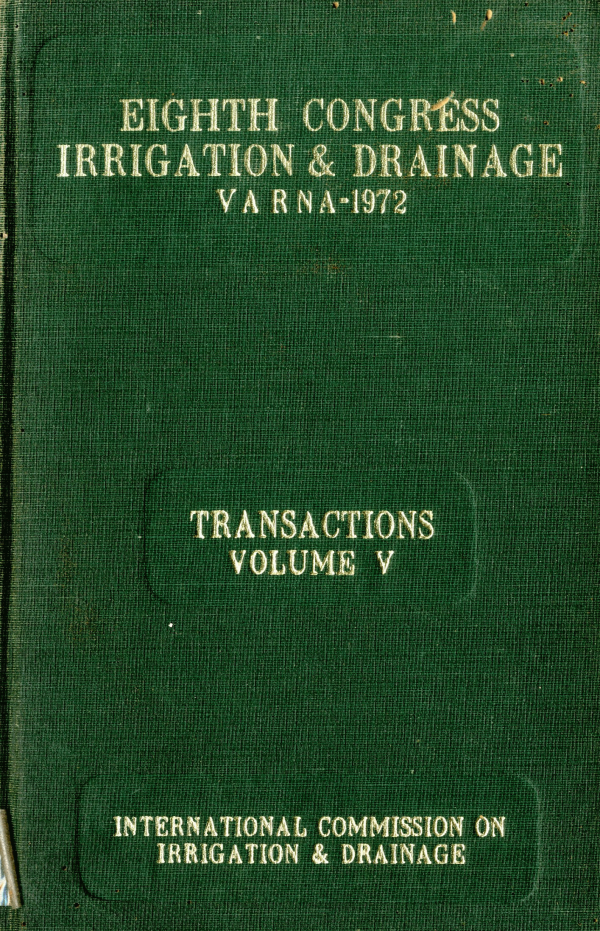 EIGHTH CONGRESS
IRRIGATION & DRAINAGE
VARNA-1972
TRANSACTIONS
VOLUME V
INTERNATIONAL COMMISSION ON
IRRIGATION & DRAINAGE